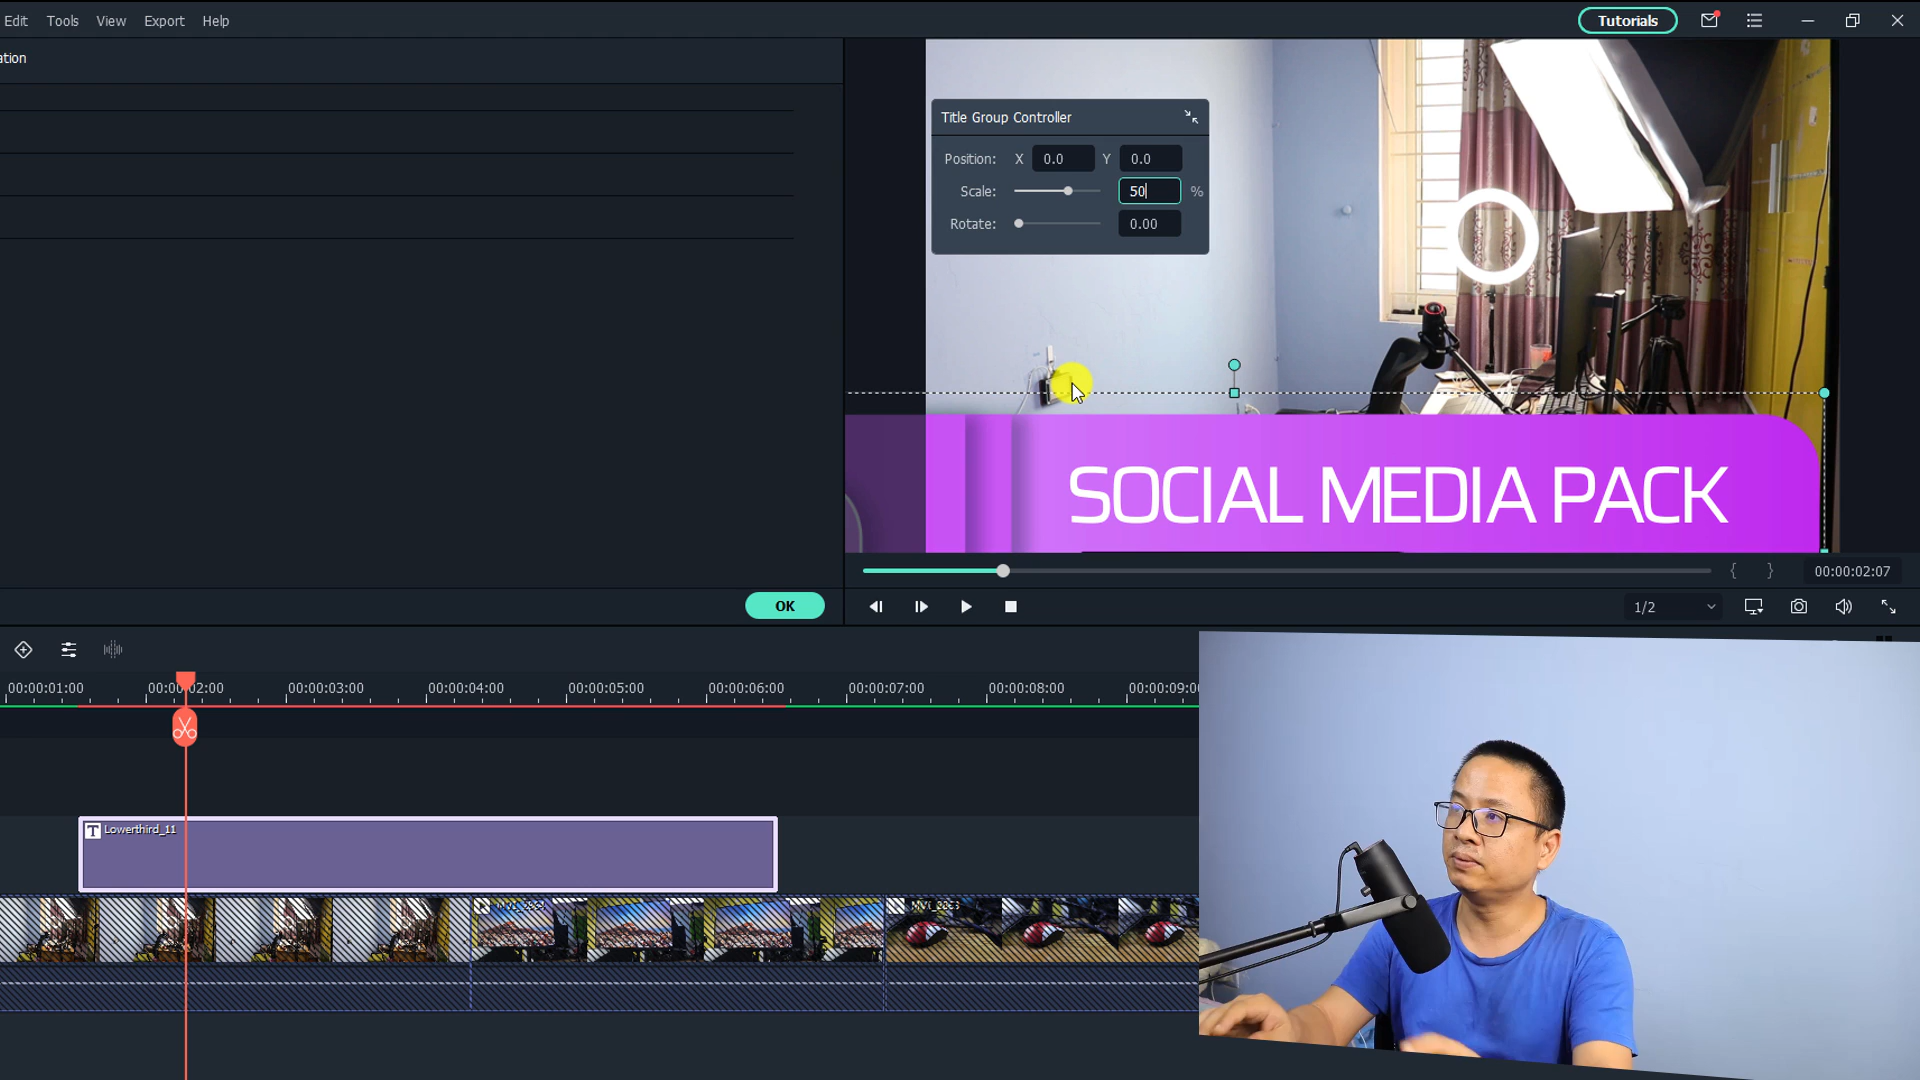 Edit Tools View Export Help
Tutorials
ation
Title Group Controller
Position: X 0.0 Y 0.0
Scale: 50 %
Rotate: 0.00
SOCIAL MEDIA PACK
{ } 00:00:02:07
OK
1/2
00:00:01:00 00:00:02:00 00:00:03:00 00:00:04:00 00:00:05:00 00:00:06:00 00:00:07:00 00:00:08:00 00:00:09:0
T Lowerthird_11